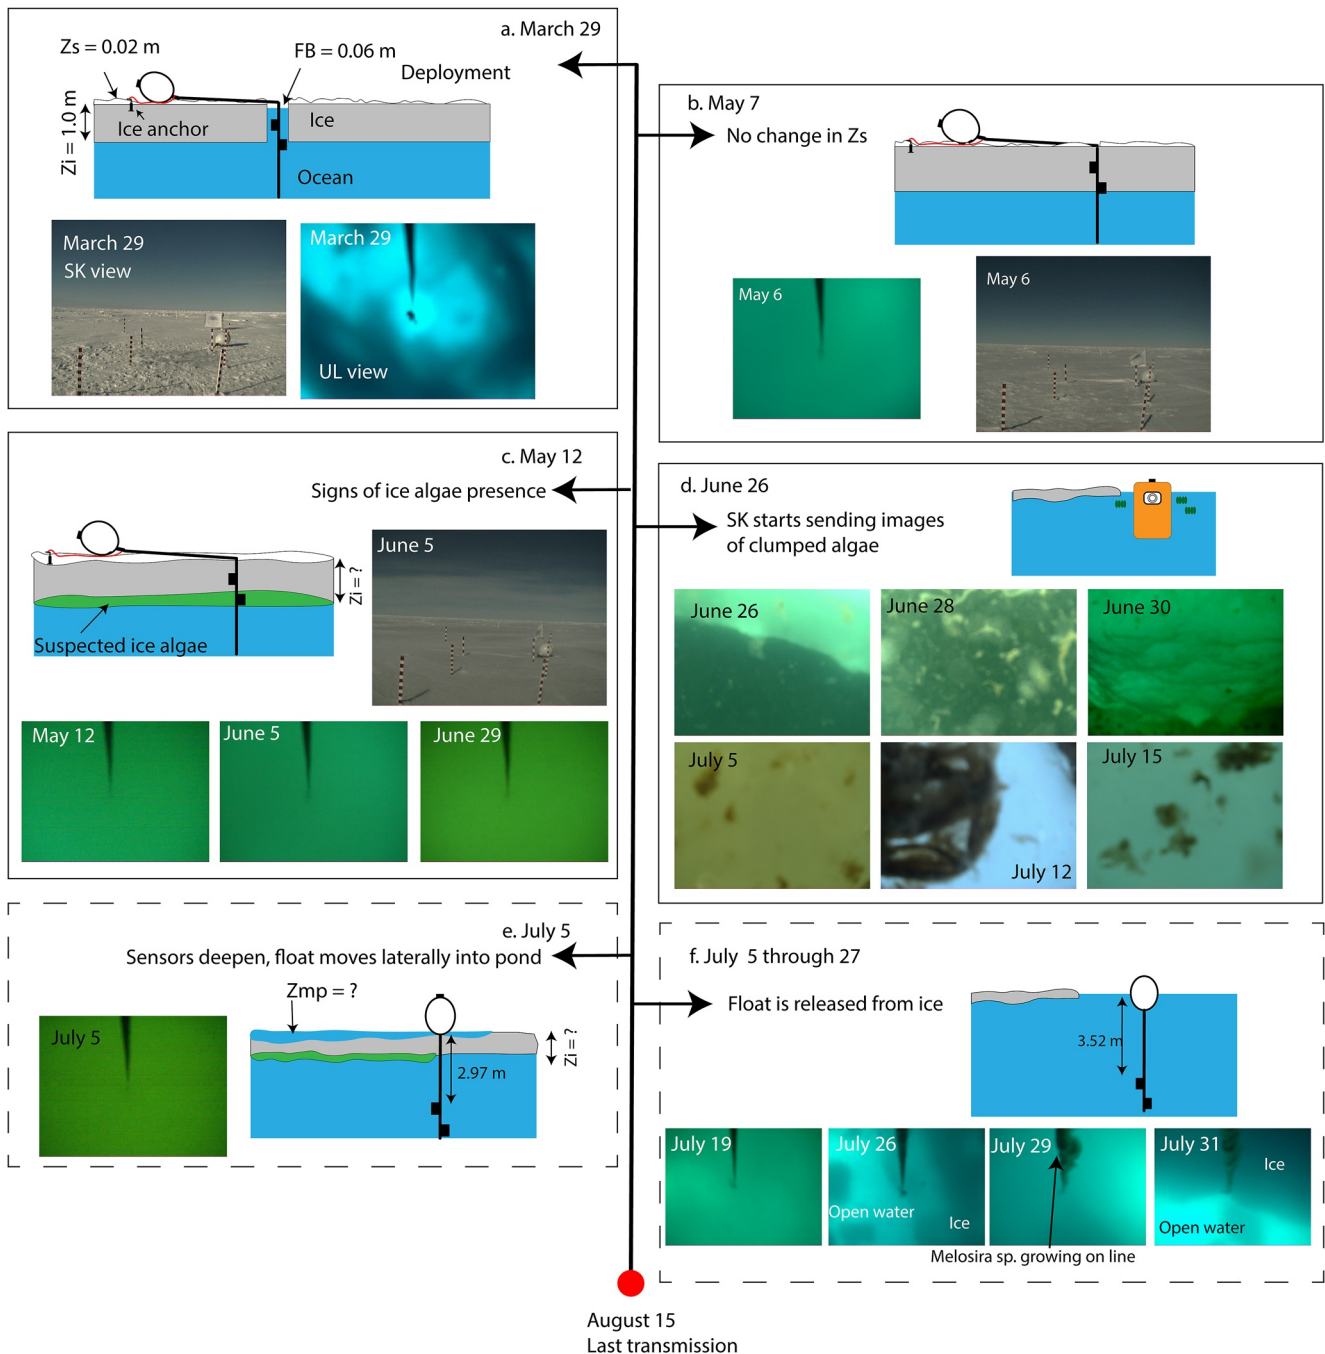 a. March 29
Zs = 0.02 m
FB = 0.06 m
Deployment
Zi = 1.0 m
Ice anchor
Ice
Ocean
March 29
SK view
March 29
UL view
b. May 7
No change in Zs
May 6
May 6
c. May 12
Signs of ice algae presence
Zi = ?
Suspected ice algae
June 5
May 12
June 5
June 29
d. June 26
SK starts sending images
of clumped algae
June 26
June 28
June 30
July 5
July 12
July 15
e. July 5
Sensors deepen, float moves laterally into pond
Zmp = ?
July 5
2.97 m
Zi = ?
f. July 5 through 27
Float is released from ice
3.52 m
July 19
July 26
Open water
Ice
July 29
July 31
Ice
Open water
Melosira sp. growing on line
August 15
Last transmission